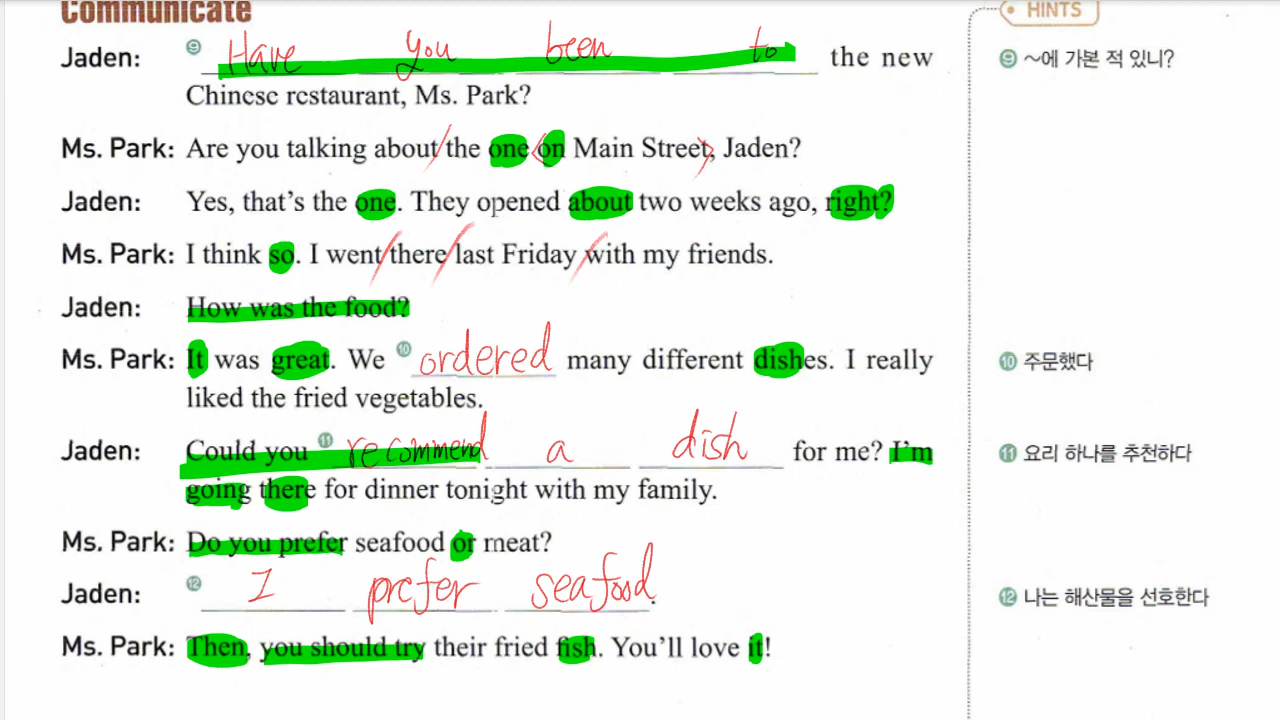 Communicate
HINTS
Jaden: ⑨ Have you been to the new
⑨ ~에 가본 적 있니?
Chinese restaurant, Ms. Park?
Ms. Park: Are you talking about / the one <on Main Street>, Jaden?
Jaden: Yes, that's the one. They opened about two weeks ago, right?
Ms. Park: I think so. I went / there / last Friday / with my friends.
Jaden: How was the food?
Ms. Park: It was great. We ⑩ ordered many different dishes. I really
⑩ 주문했다
liked the fried vegetables.
Jaden: Could you ⑪ recommend a dish for me? I'm
⑪ 요리 하나를 추천하다
going there for dinner tonight with my family.
Ms. Park: Do you prefer seafood or meat?
Jaden: ⑫ I prefer seafood.
⑫ 나는 해산물을 선호한다
Ms. Park: Then, you should try their fried fish. You'll love it!